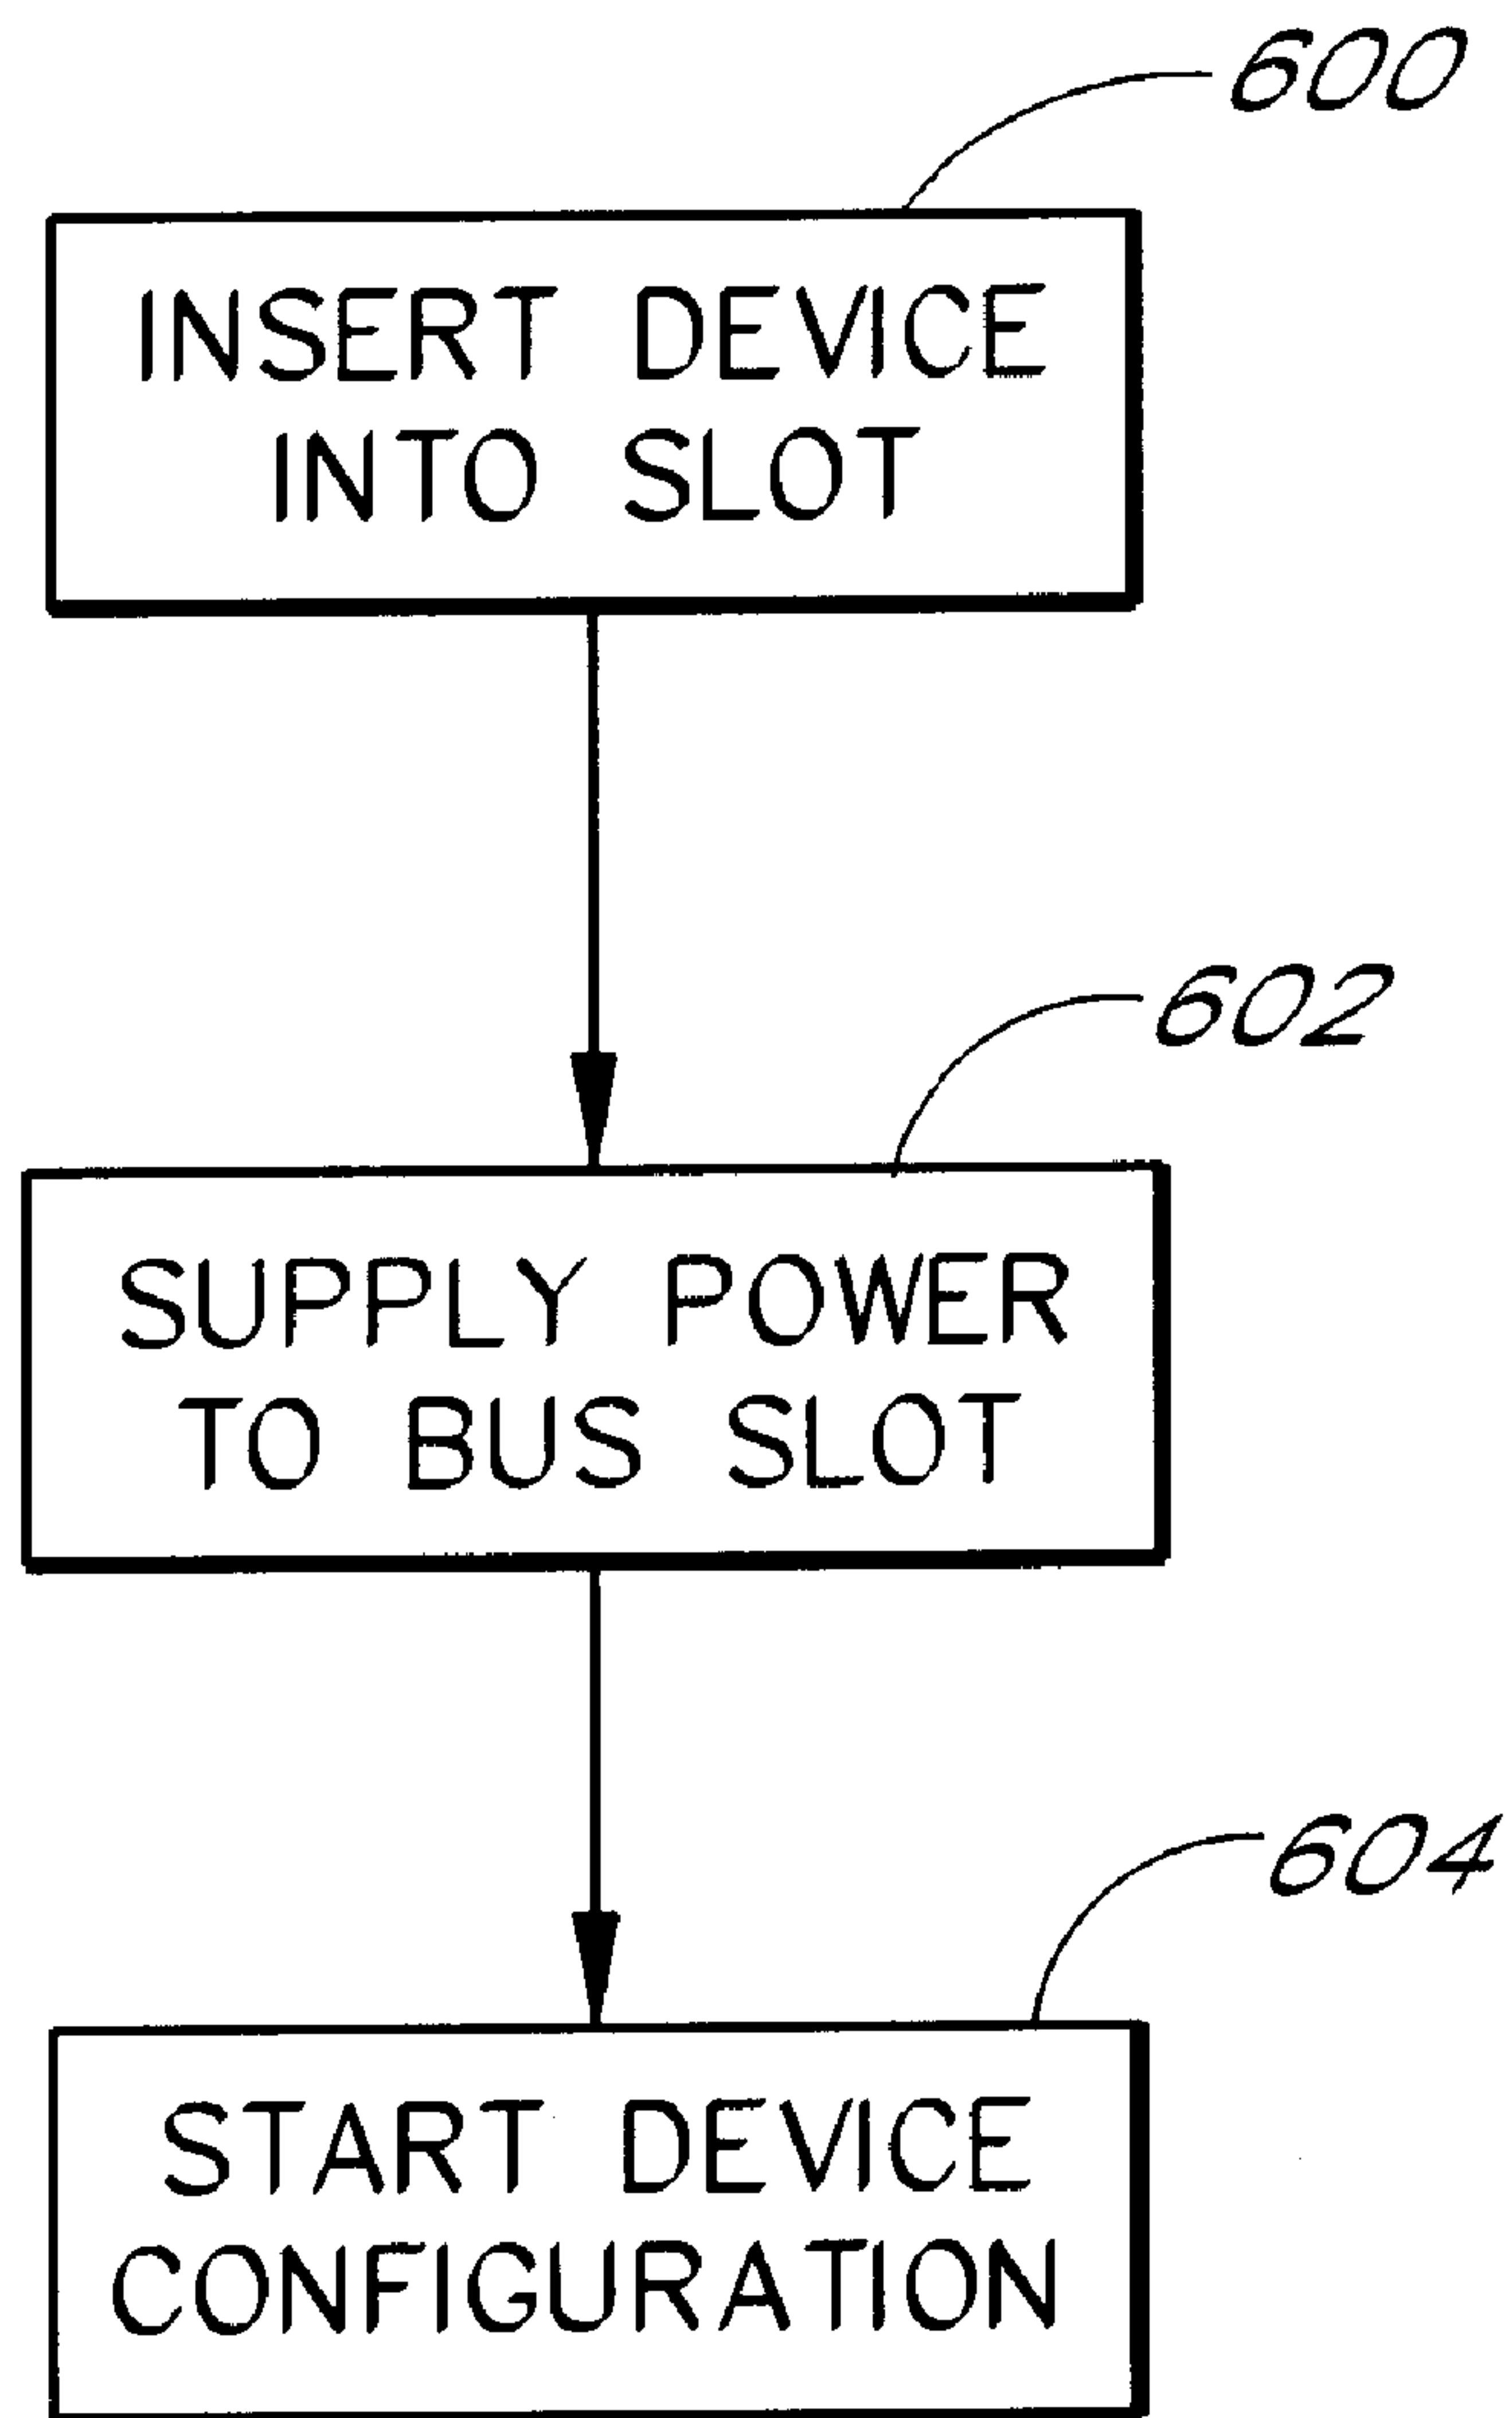 600
INSERT DEVICE
INTO SLOT
602
SUPPLY POWER
TO BUS SLOT
604
START DEVICE
CONFIGURATION